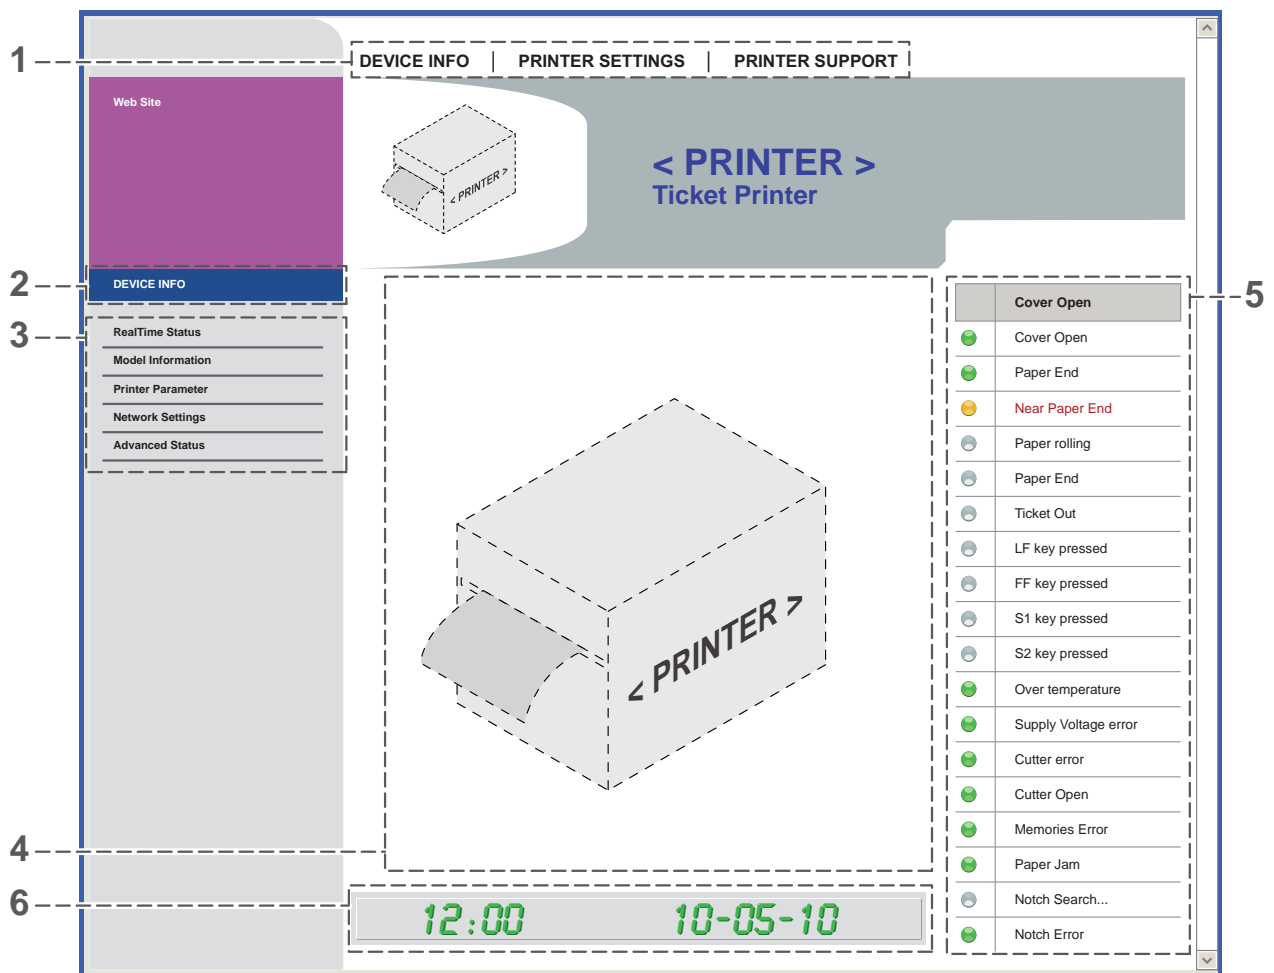 1
DEVICE INFO | PRINTER SETTINGS | PRINTER SUPPORT
Web Site
< PRINTER >
< PRINTER >
Ticket Printer
2
DEVICE INFO
3
RealTime Status
Model Information
Printer Parameter
Network Settings
Advanced Status
4
< PRINTER >
5
Cover Open
Cover Open
Paper End
Near Paper End
Paper rolling
Paper End
Ticket Out
LF key pressed
FF key pressed
S1 key pressed
S2 key pressed
Over temperature
Supply Voltage error
Cutter error
Cutter Open
Memories Error
Paper Jam
Notch Search...
Notch Error
6
12:00 10-05-10